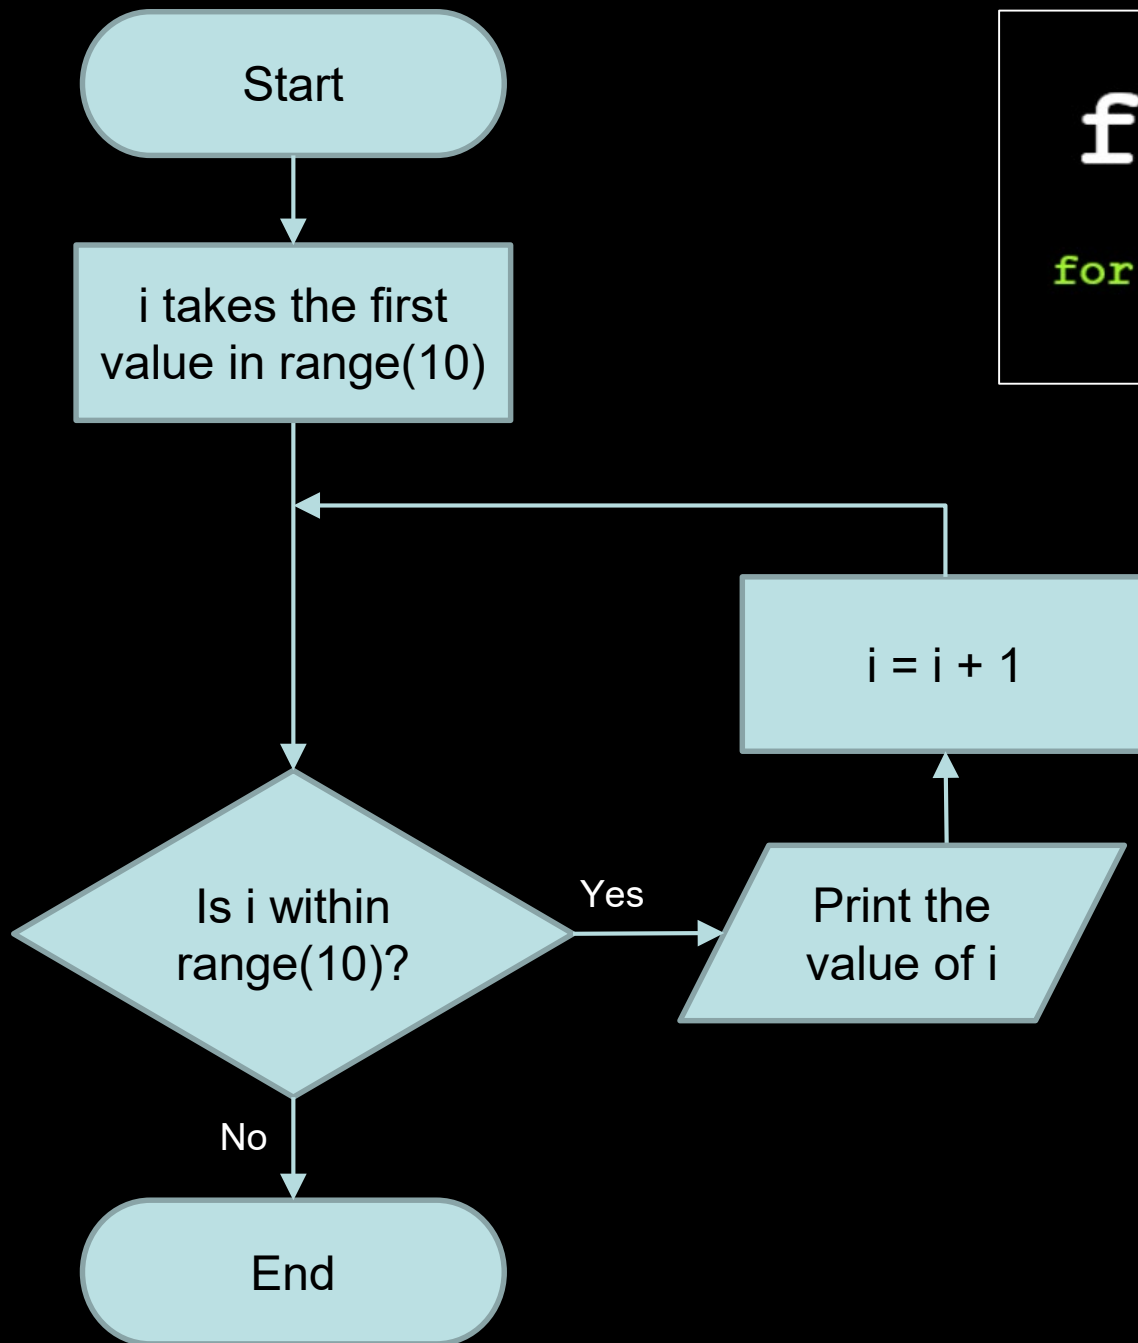 Start
i takes the first
value in range(10)
for
i = i + 1
Is i within
range(10)?
Yes
Print the
value of i
No
End